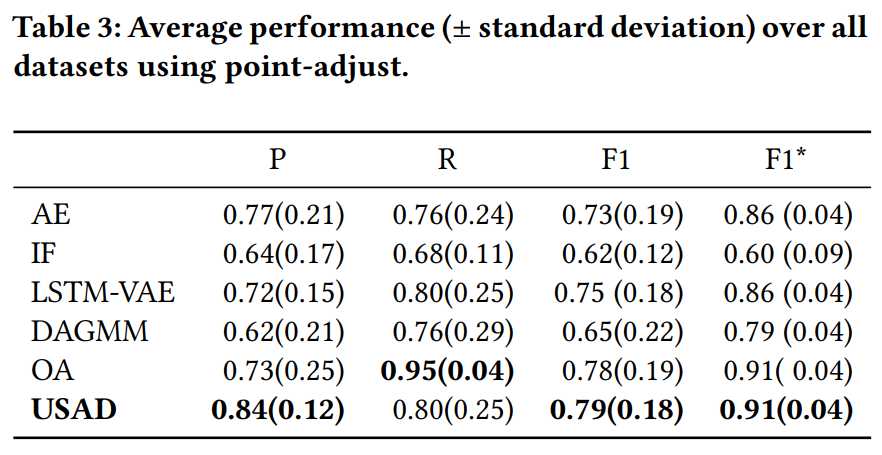 Table 3: Average performance (± standard deviation) over all
datasets using point-adjust.
P R F1 F1*
AE 0.77(0.21) 0.76(0.24) 0.73(0.19) 0.86 (0.04)
IF 0.64(0.17) 0.68(0.11) 0.62(0.12) 0.60 (0.09)
LSTM-VAE 0.72(0.15) 0.80(0.25) 0.75 (0.18) 0.86 (0.04)
DAGMM 0.62(0.21) 0.76(0.29) 0.65(0.22) 0.79 (0.04)
OA 0.73(0.25) 0.95(0.04) 0.78(0.19) 0.91( 0.04)
USAD 0.84(0.12) 0.80(0.25) 0.79(0.18) 0.91(0.04)